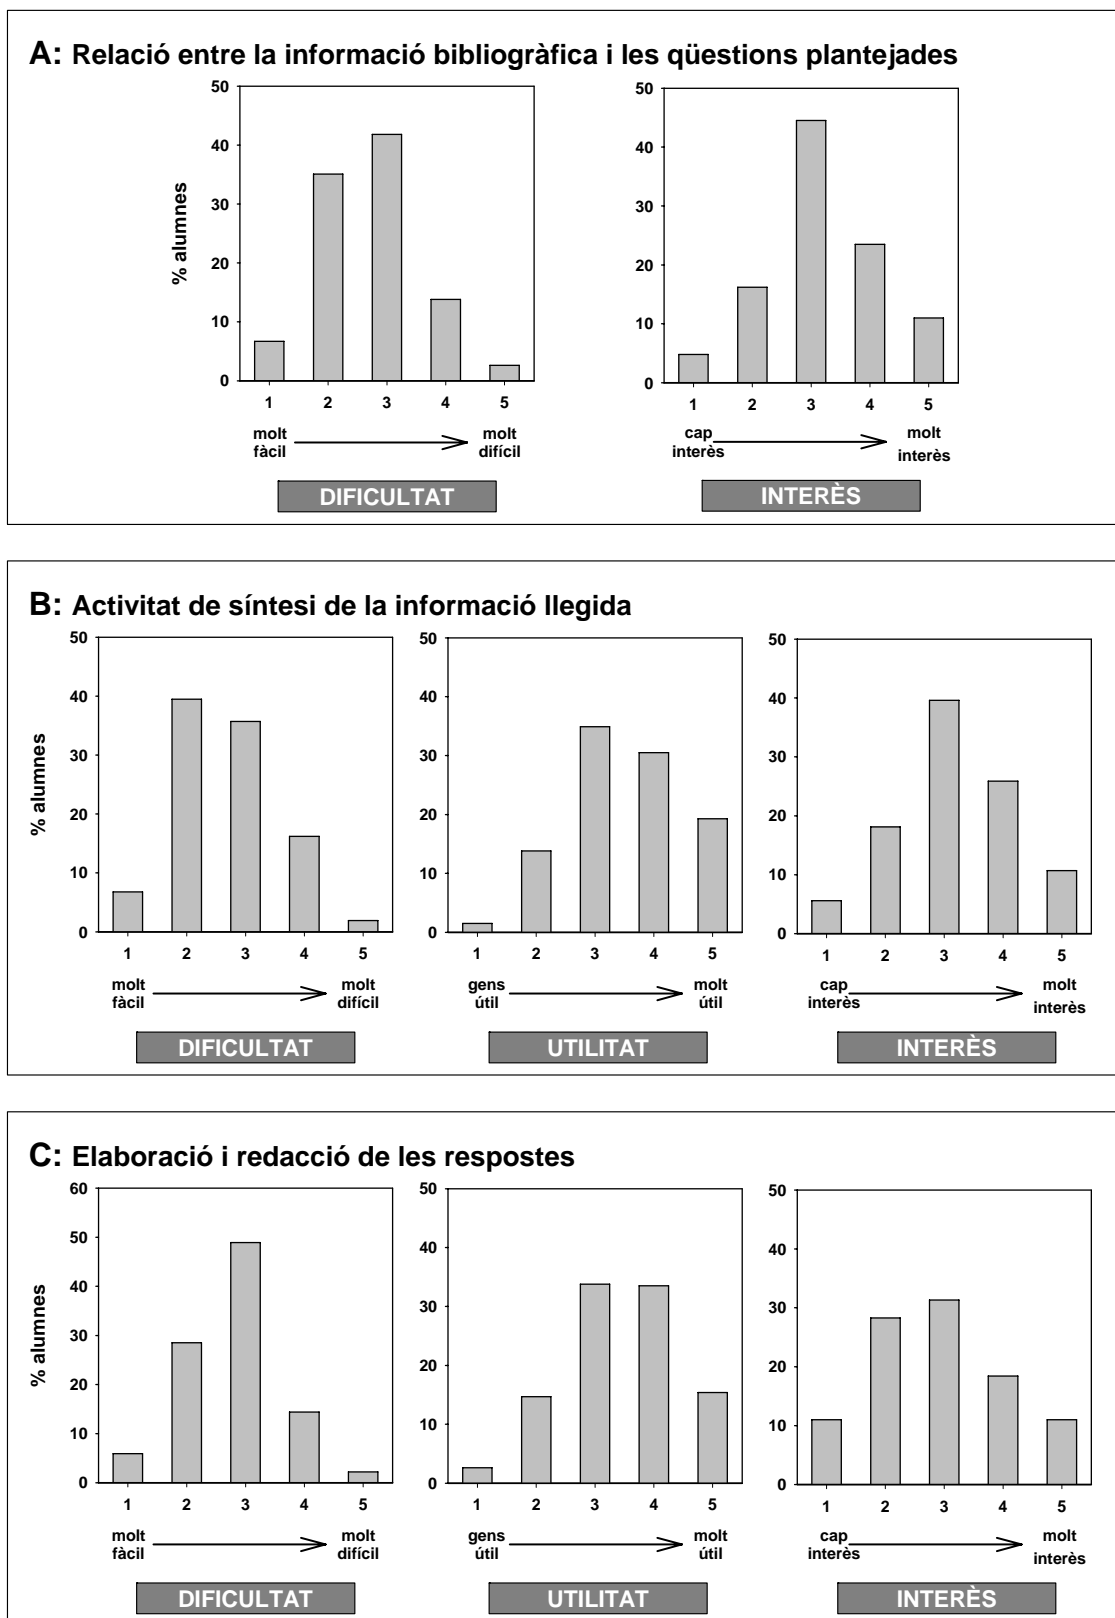 A: Relació entre la informació bibliogràfica i les qüestions plantejades
50
40
30
20
10
0
% alumnes
1 2 3 4 5
molt fàcil
molt difícil
DIFICULTAT
50
40
30
20
10
0
1 2 3 4 5
cap interès
molt interès
INTERÈS
B: Activitat de síntesi de la informació llegida
50
40
30
20
10
0
% alumnes
1 2 3 4 5
molt fàcil
molt difícil
DIFICULTAT
50
40
30
20
10
0
1 2 3 4 5
gens útil
molt útil
UTILITAT
50
40
30
20
10
0
1 2 3 4 5
cap interès
molt interès
INTERÈS
C: Elaboració i redacció de les respostes
60
50
40
30
20
10
0
% alumnes
1 2 3 4 5
molt fàcil
molt difícil
DIFICULTAT
50
40
30
20
10
0
1 2 3 4 5
gens útil
molt útil
UTILITAT
50
40
30
20
10
0
1 2 3 4 5
cap interès
molt interès
INTERÈS